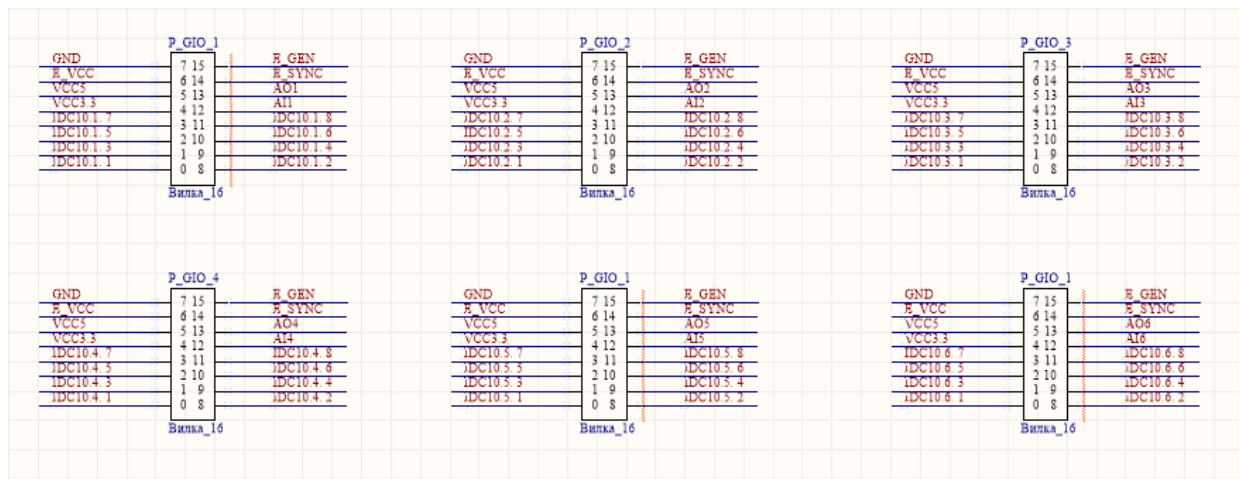 P_GIO_1 P_GIO_2 P_GIO_3
GND 7 15 E_GEN GND 7 15 E_GEN GND 7 15 E_GEN
E_VCC 6 14 E_SYNC E_VCC 6 14 E_SYNC E_VCC 6 14 E_SYNC
VCC5 5 13 AO1 VCC5 5 13 AO2 VCC5 5 13 AO3
VCC3.3 4 12 AI1 VCC3.3 4 12 AI2 VCC3.3 4 12 AI3
IDC10.1.7 3 11 IDC10.1.8 IDC10.2.7 3 11 IDC10.2.8 IDC10.3.7 3 11 IDC10.3.8
IDC10.1.5 2 10 IDC10.1.6 IDC10.2.5 2 10 IDC10.2.6 IDC10.3.5 2 10 IDC10.3.6
IDC10.1.3 1 9 IDC10.1.4 IDC10.2.3 1 9 IDC10.2.4 IDC10.3.3 1 9 IDC10.3.4
IDC10.1.1 0 8 IDC10.1.2 IDC10.2.1 0 8 IDC10.2.2 IDC10.3.1 0 8 IDC10.3.2
Вилка_16 Вилка_16 Вилка_16
P_GIO_4 P_GIO_1 P_GIO_1
GND 7 15 E_GEN GND 7 15 E_GEN GND 7 15 E_GEN
E_VCC 6 14 E_SYNC E_VCC 6 14 E_SYNC E_VCC 6 14 E_SYNC
VCC5 5 13 AO4 VCC5 5 13 AO5 VCC5 5 13 AO6
VCC3.3 4 12 AI4 VCC3.3 4 12 AI5 VCC3.3 4 12 AI6
IDC10.4.7 3 11 IDC10.4.8 IDC10.5.7 3 11 IDC10.5.8 IDC10.6.7 3 11 IDC10.6.8
IDC10.4.5 2 10 IDC10.4.6 IDC10.5.5 2 10 IDC10.5.6 IDC10.6.5 2 10 IDC10.6.6
IDC10.4.3 1 9 IDC10.4.4 IDC10.5.3 1 9 IDC10.5.4 IDC10.6.3 1 9 IDC10.6.4
IDC10.4.1 0 8 IDC10.4.2 IDC10.5.1 0 8 IDC10.5.2 IDC10.6.1 0 8 IDC10.6.2
Вилка_16 Вилка_16 Вилка_16